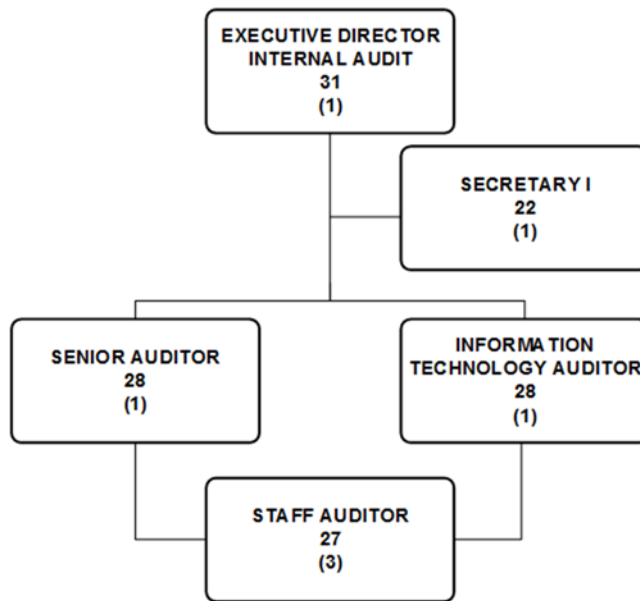 EXECUTIVE DIRECTOR
INTERNAL AUDIT
31
(1)
SECRETARY I
22
(1)
SENIOR AUDITOR
28
(1)
INFORMATION
TECHNOLOGY AUDITOR
28
(1)
STAFF AUDITOR
27
(3)